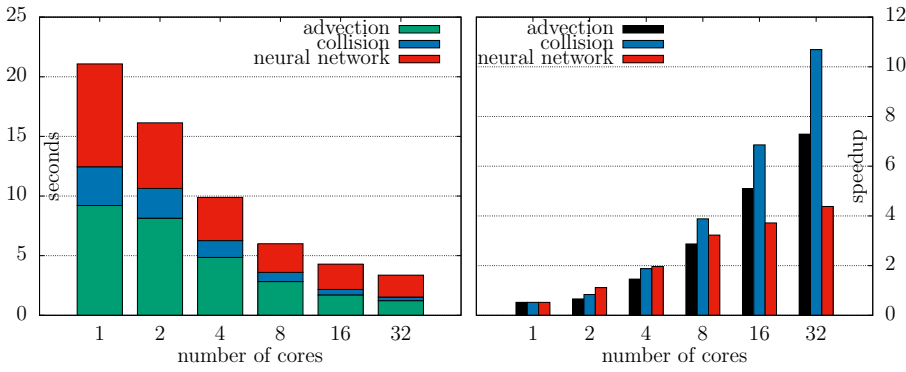 25
20
15
10
5
0
seconds
advection
collision
neural network
1 2 4 8 16 32
number of cores
advection
collision
neural network
12
10
8
6
4
2
0
speedup
1 2 4 8 16 32
number of cores